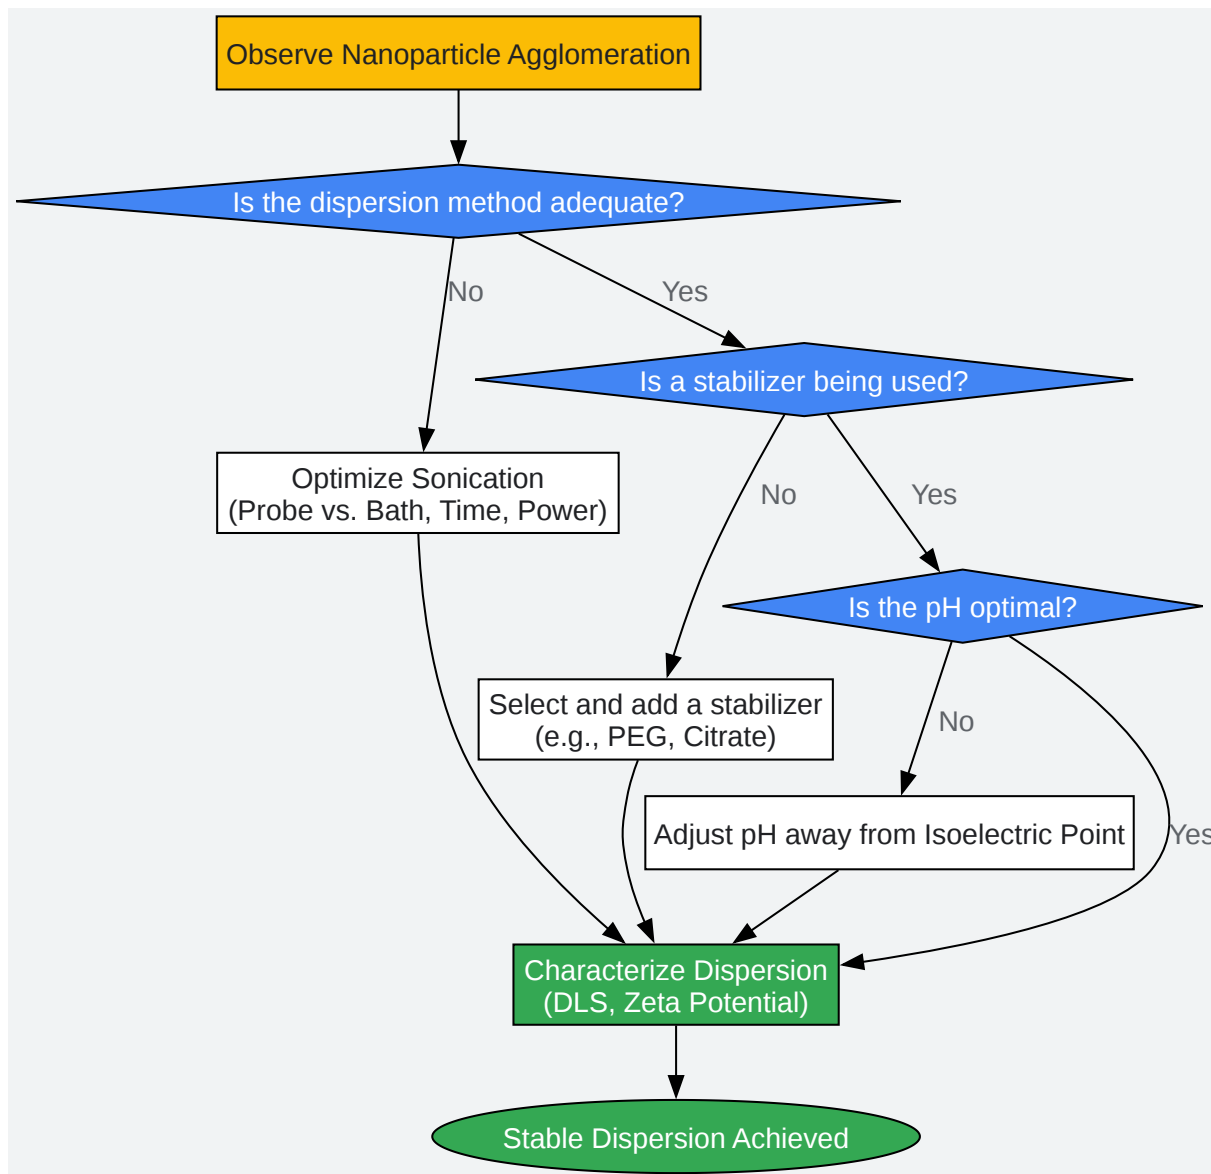 Observe Nanoparticle Agglomeration
Is the dispersion method adequate?
No
Yes
Is a stabilizer being used?
Optimize Sonication
(Probe vs. Bath, Time, Power)
No
Yes
Is the pH optimal?
Select and add a stabilizer
(e.g., PEG, Citrate)
No
Adjust pH away from Isoelectric Point
Yes
Characterize Dispersion
(DLS, Zeta Potential)
Stable Dispersion Achieved